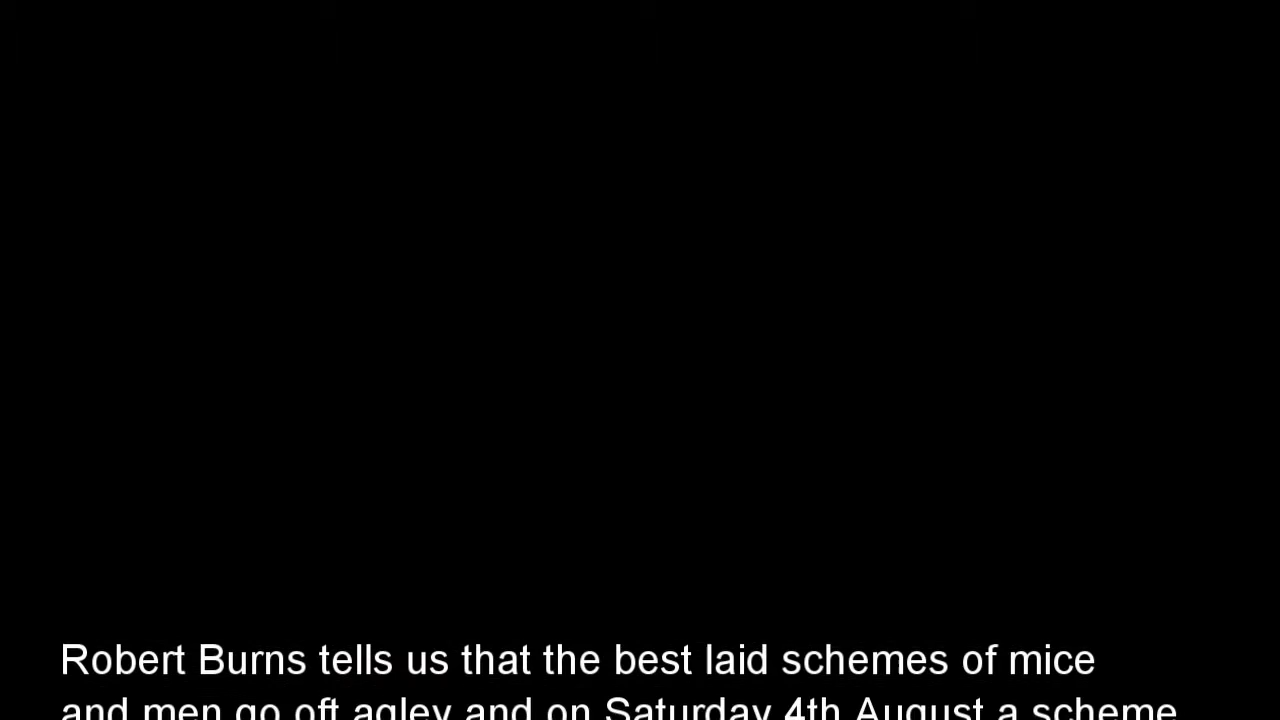 Robert Burns tells us that the best laid schemes of mice
and men go oft agley and on Saturday 4th August a scheme